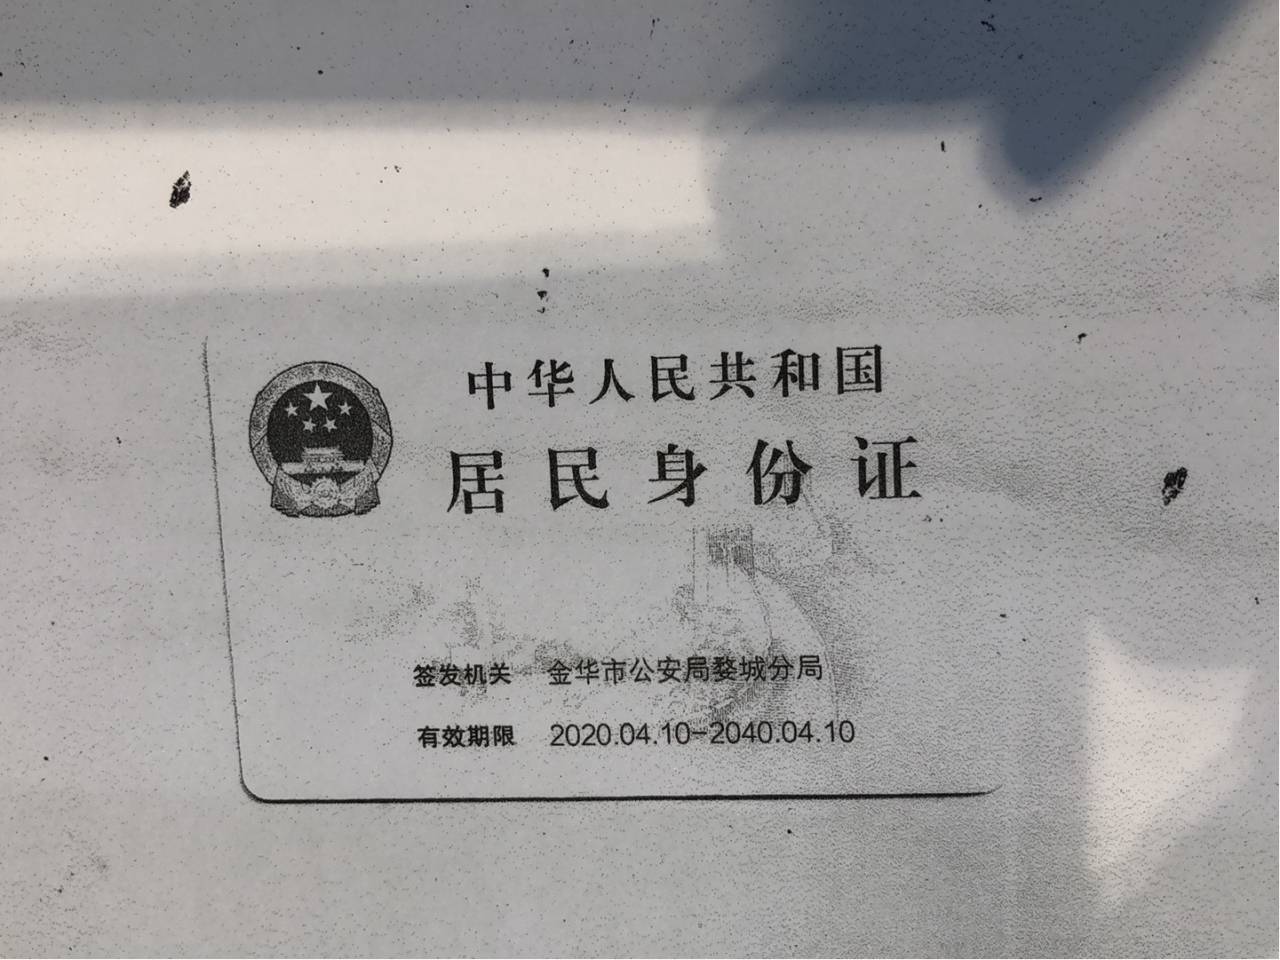 中华人民共和国
居民身份证
签发机关 金华市公安局婺城分局
有效期限 2020.04.10-2040.04.10